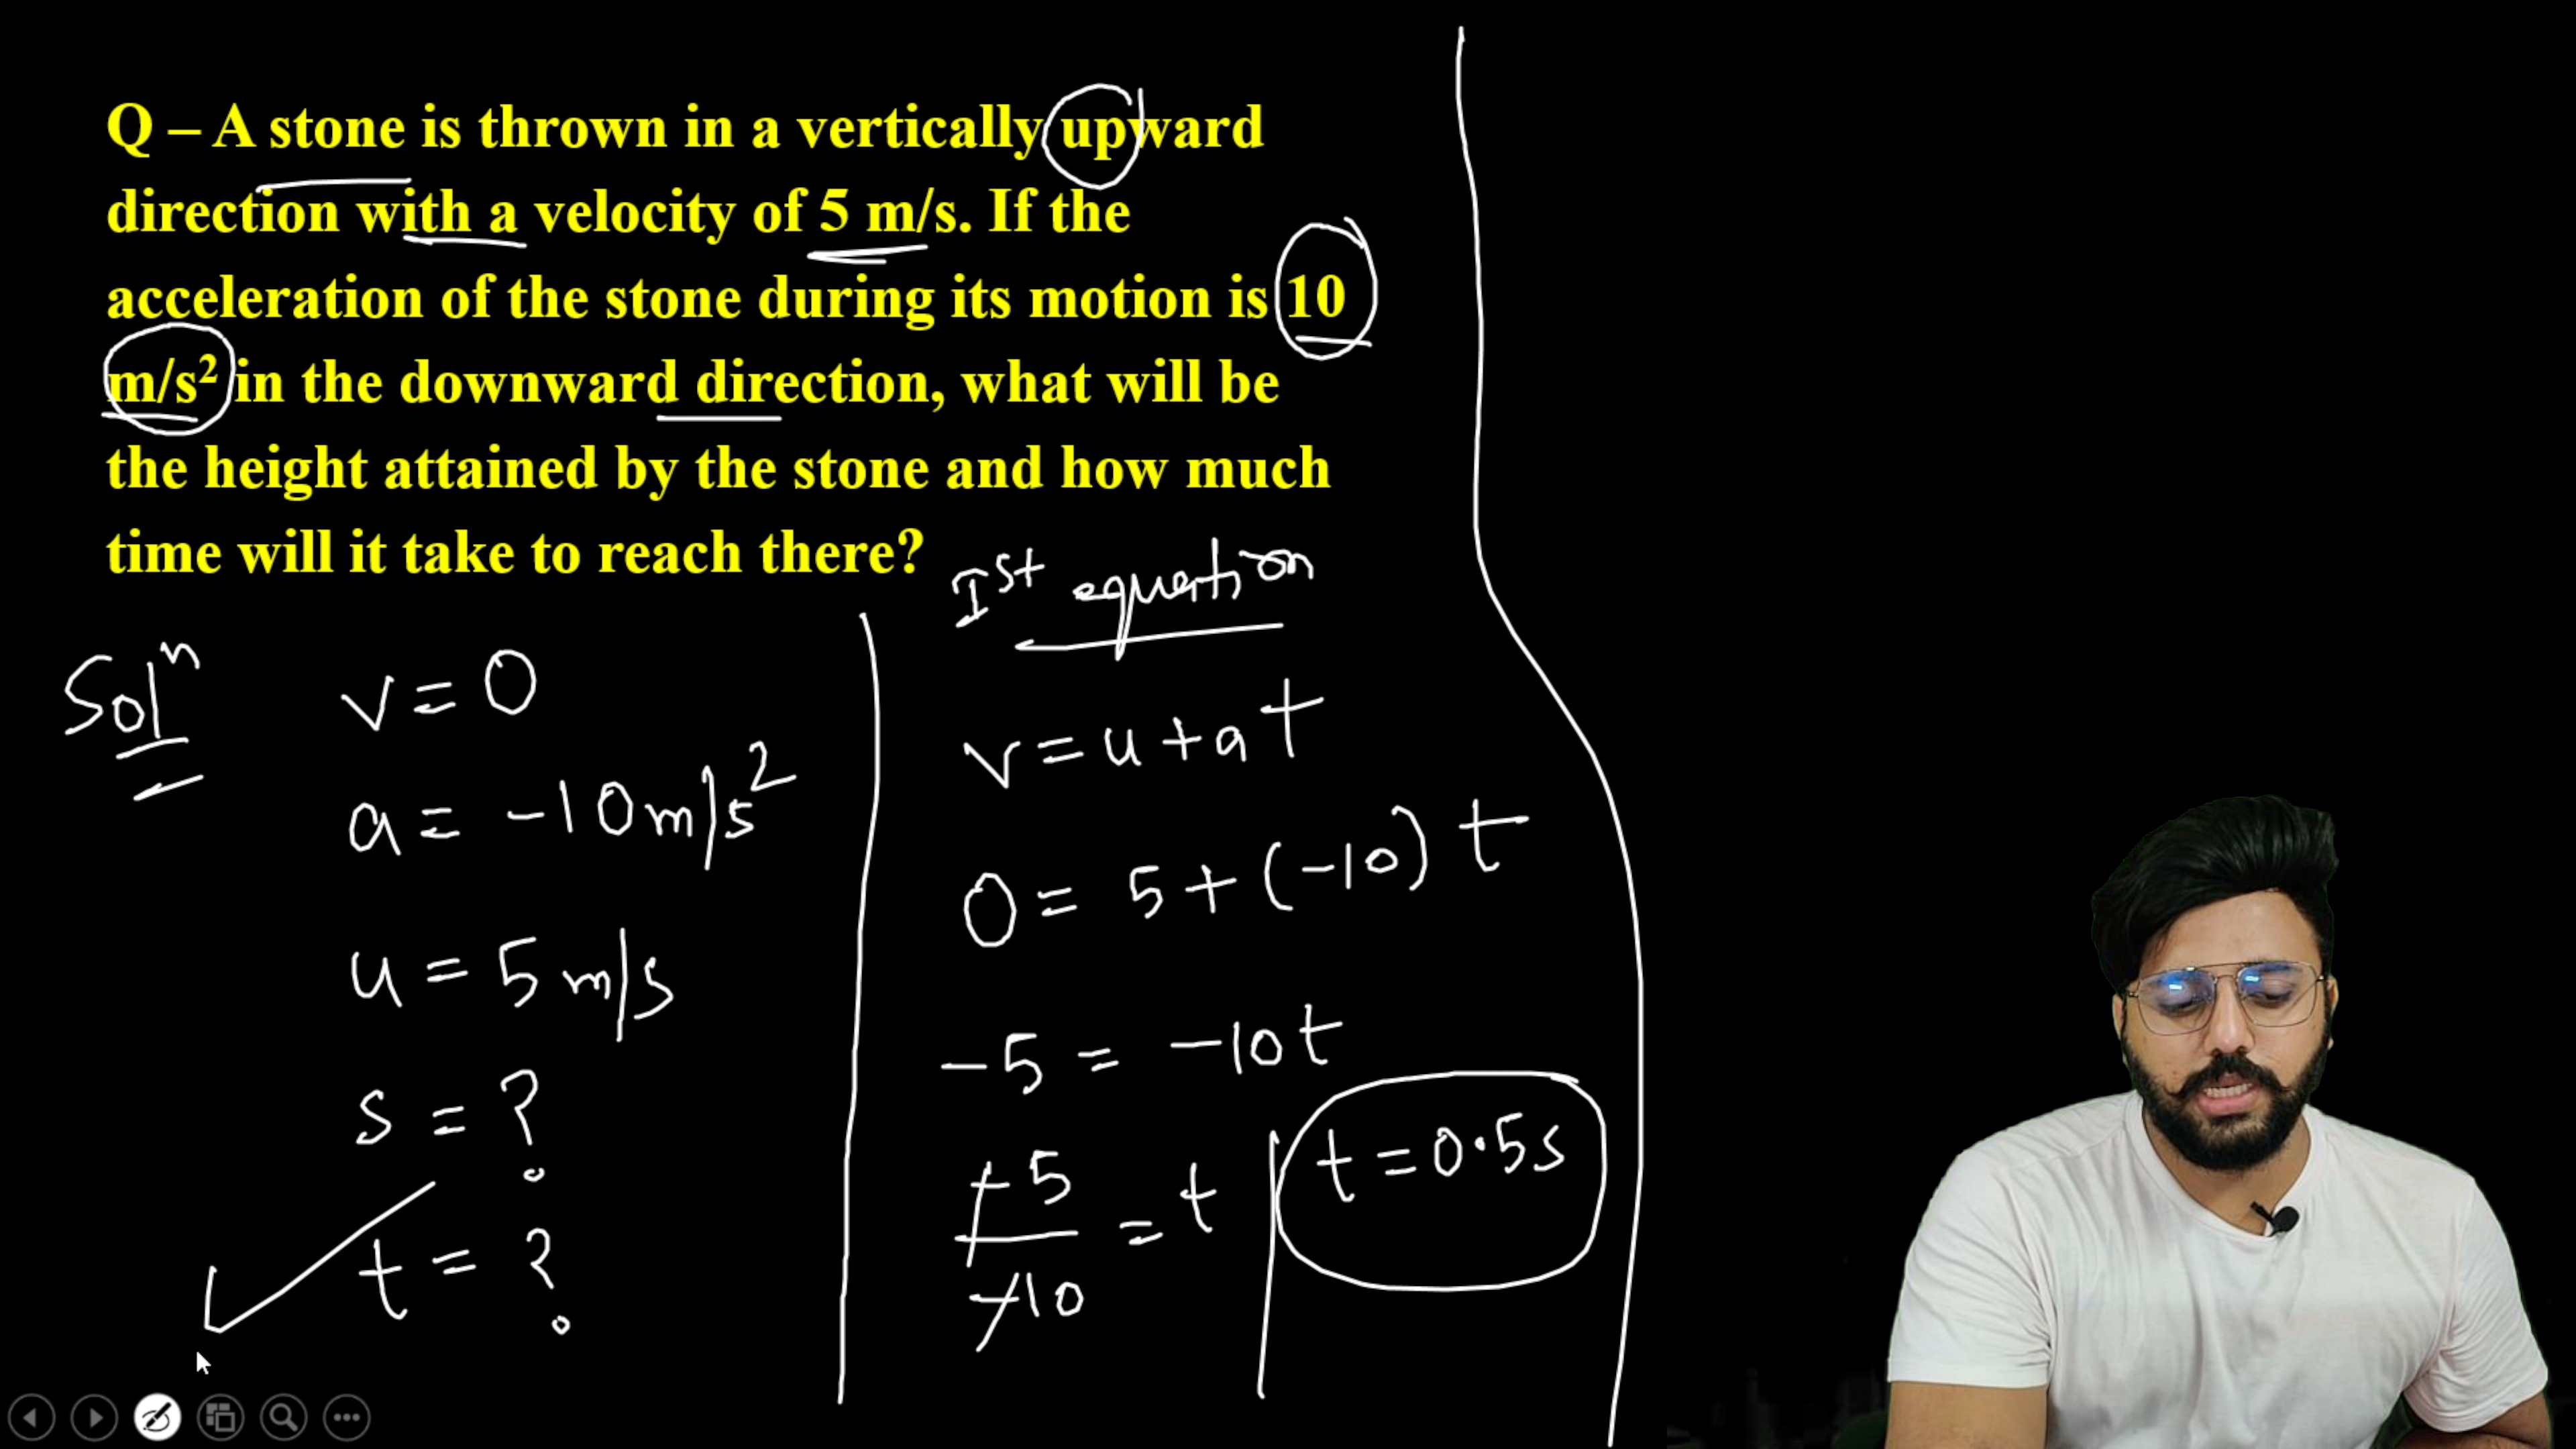 Q – A stone is thrown in a vertically upward
direction with a velocity of 5 m/s. If the
acceleration of the stone during its motion is 10
m/s² in the downward direction, what will be
the height attained by the stone and how much
time will it take to reach there?
Solⁿ
v = 0
a = -10m/s²
u = 5 m/s
s = ?
t = ?
Iˢᵗ equation
v = u + at
0 = 5 + (-10) t
-5 = -10t
-5/-10 = t
t = 0.5s